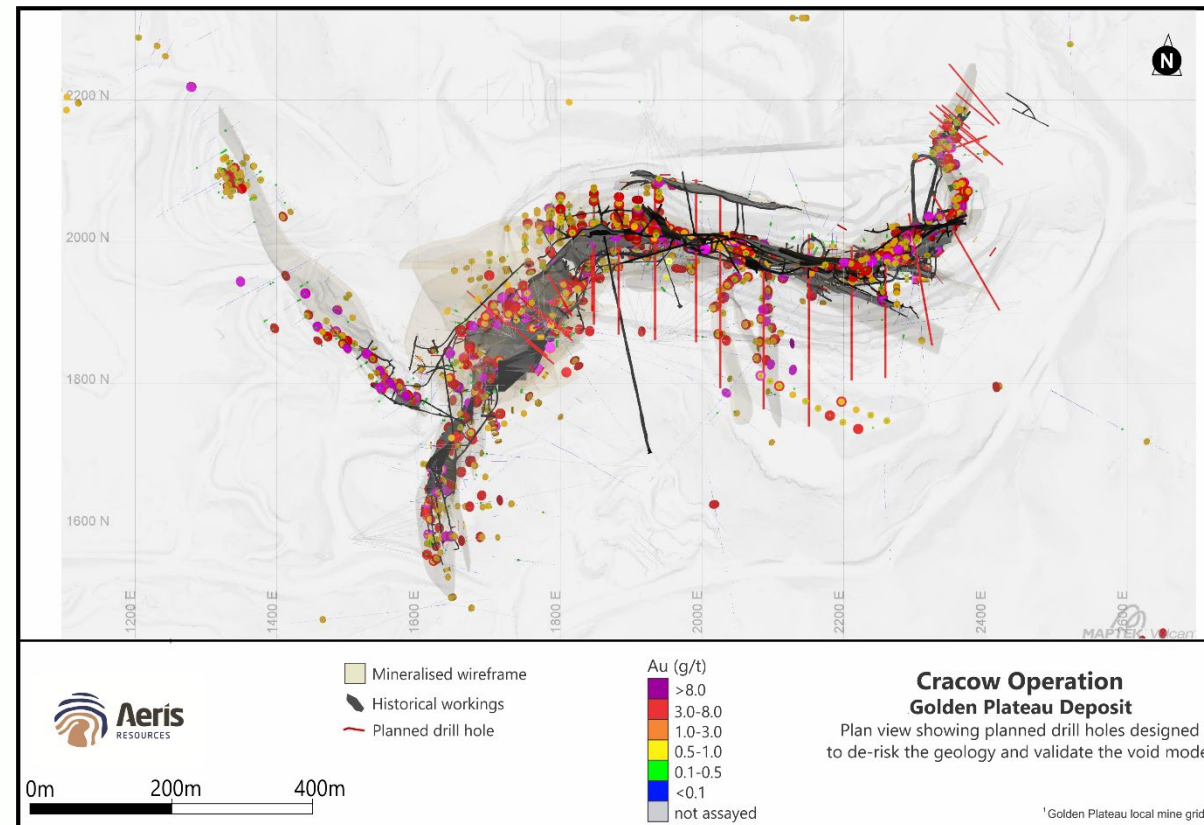 N
2200 N
2000 N
1800 N
1600 N
1200 E
1400 E
1600 E
1800 E
2000 E
2200 E
2400 E
2600 E
MAPTEK Vulcan
Aeris
RESOURCES
0m 200m 400m
Mineralised wireframe
Historical workings
Planned drill hole
Au (g/t)
>8.0
3.0-8.0
1.0-3.0
0.5-1.0
0.1-0.5
<0.1
not assayed
Cracow Operation
Golden Plateau Deposit
Plan view showing planned drill holes designed
to de-risk the geology and validate the void mode
¹Golden Plateau local mine grid